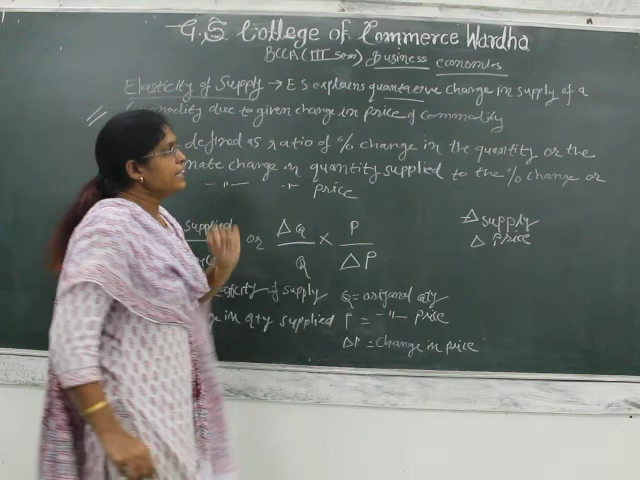 G.S College of Commerce Wardha
BCCA (III Sem) Business economics
Elasticity of Supply → ES explains quantative change in supply of a
due to given change in price of commodity
defined as ratio of % change in the quantity or the
change in quantity supplied to the % change or
—"— —"— price
supplied or ΔQ/Q × P/ΔP
Δ supply
Δ Price
of supply Q = original qty
in qty supplied P = —"— price
ΔP = change in price